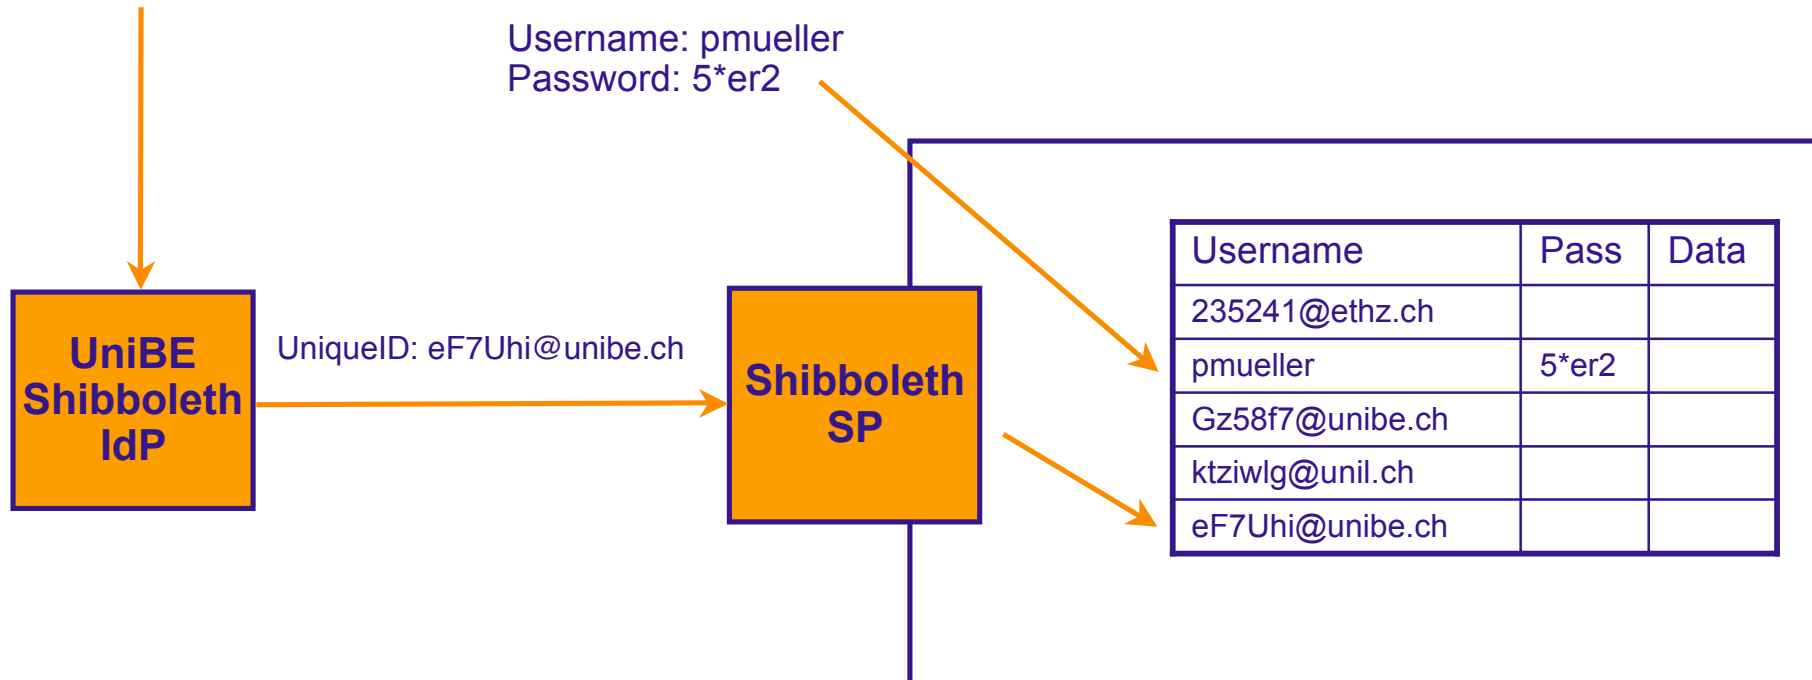 Username: pmueller
Password: 5*er2
UniBE
Shibboleth
IdP
UniqueID: eF7Uhi@unibe.ch
Shibboleth
SP
Username Pass Data
235241@ethz.ch
pmueller 5*er2
Gz58f7@unibe.ch
ktziwlg@unil.ch
eF7Uhi@unibe.ch